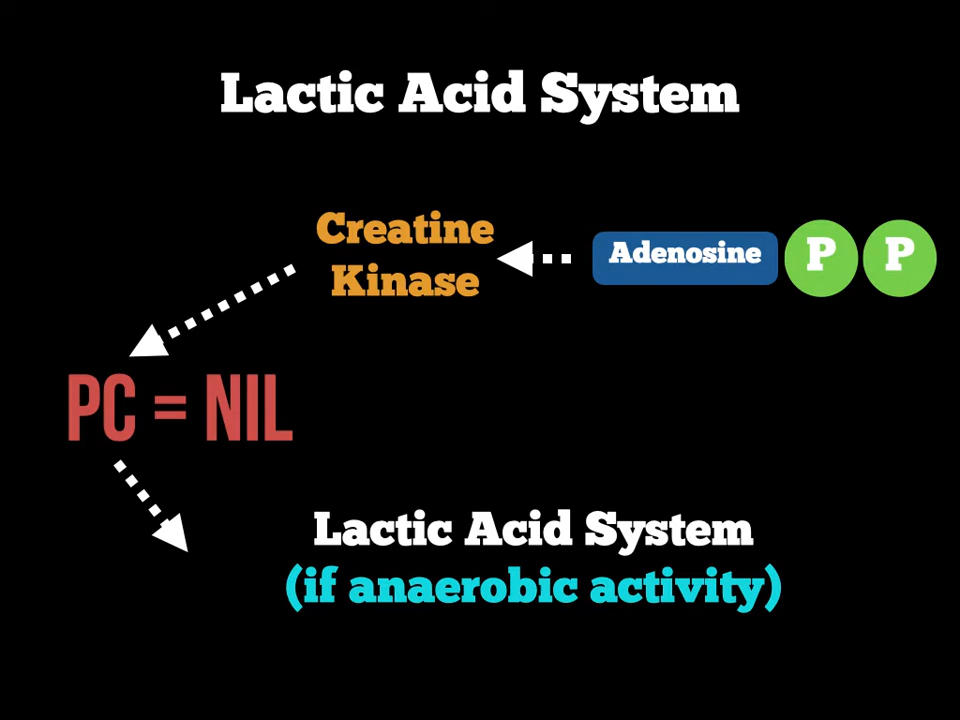 Lactic Acid System
Creatine
Kinase
Adenosine P P
PC = NIL
Lactic Acid System
(if anaerobic activity)